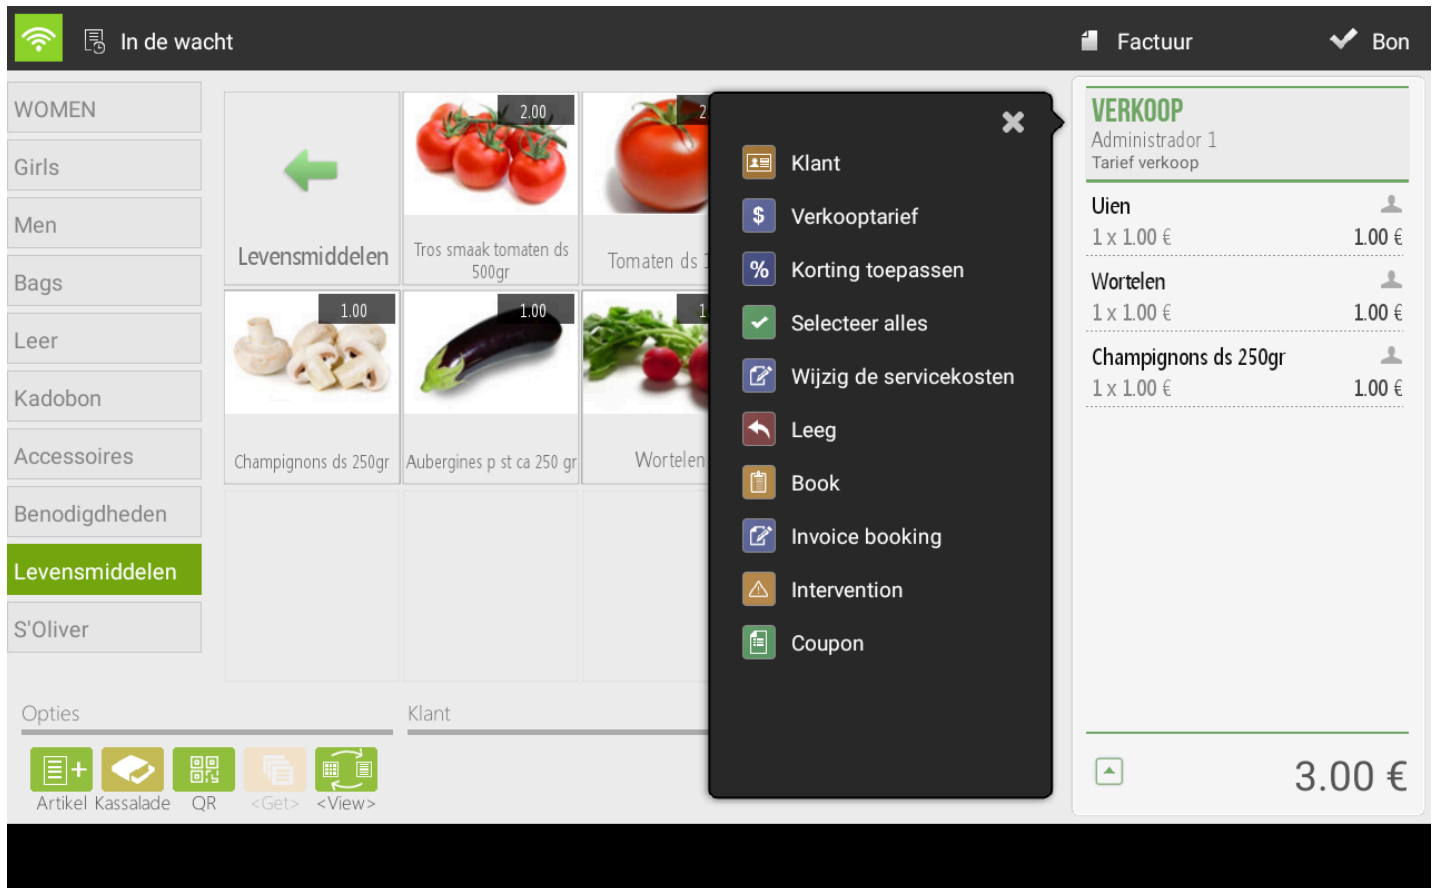 In de wacht
Factuur
Bon
WOMEN
Girls
Men
Bags
Leer
Kadobon
Accessoires
Benodigdheden
Levensmiddelen
S'Oliver
Levensmiddelen
2.00
Tros smaak tomaten ds
500gr
2
Tomaten ds 1
1.00
Champignons ds 250gr
1.00
Aubergines p st ca 250 gr
1
Wortelen
Klant
$ Verkooptarief
% Korting toepassen
Selecteer alles
Wijzig de servicekosten
Leeg
Book
Invoice booking
Intervention
Coupon
VERKOOP
Administrador 1
Tarief verkoop
Uien
1 x 1.00 € 1.00 €
Wortelen
1 x 1.00 € 1.00 €
Champignons ds 250gr
1 x 1.00 € 1.00 €
3.00 €
Opties
Klant
Artikel
Kassalade
QR
<Get>
<View>